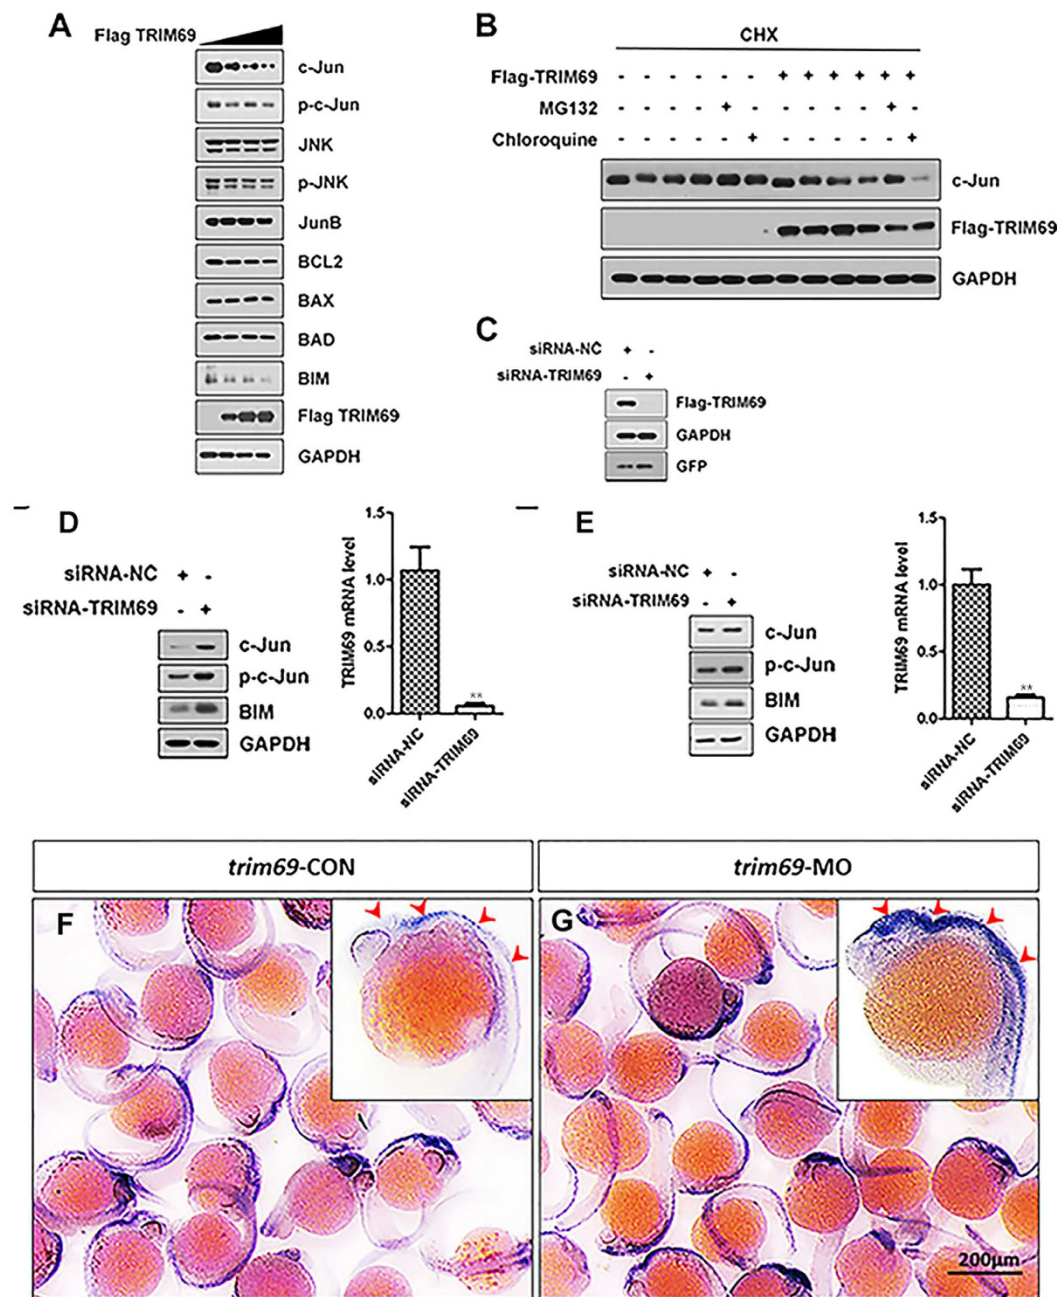 A
Flag TRIM69
c-Jun
p-c-Jun
JNK
p-JNK
JunB
BCL2
BAX
BAD
BIM
Flag TRIM69
GAPDH
B
CHX
Flag-TRIM69 - - - - - - + + + + + +
MG132 - - - - + - - - - - + -
Chloroquine - - - - - + - - - - - +
c-Jun
Flag-TRIM69
GAPDH
C
siRNA-NC + -
siRNA-TRIM69 - +
Flag-TRIM69
GAPDH
GFP
D
siRNA-NC + -
siRNA-TRIM69 - +
c-Jun
p-c-Jun
BIM
GAPDH
TRIM69 mRNA level
1.5
1.0
0.5
0.0
**
siRNA-NC
siRNA-TRIM69
E
siRNA-NC + -
siRNA-TRIM69 - +
c-Jun
p-c-Jun
BIM
GAPDH
TRIM69 mRNA level
1.5
1.0
0.5
0.0
**
siRNA-NC
siRNA-TRIM69
trim69-CON
trim69-MO
F
G
200μm